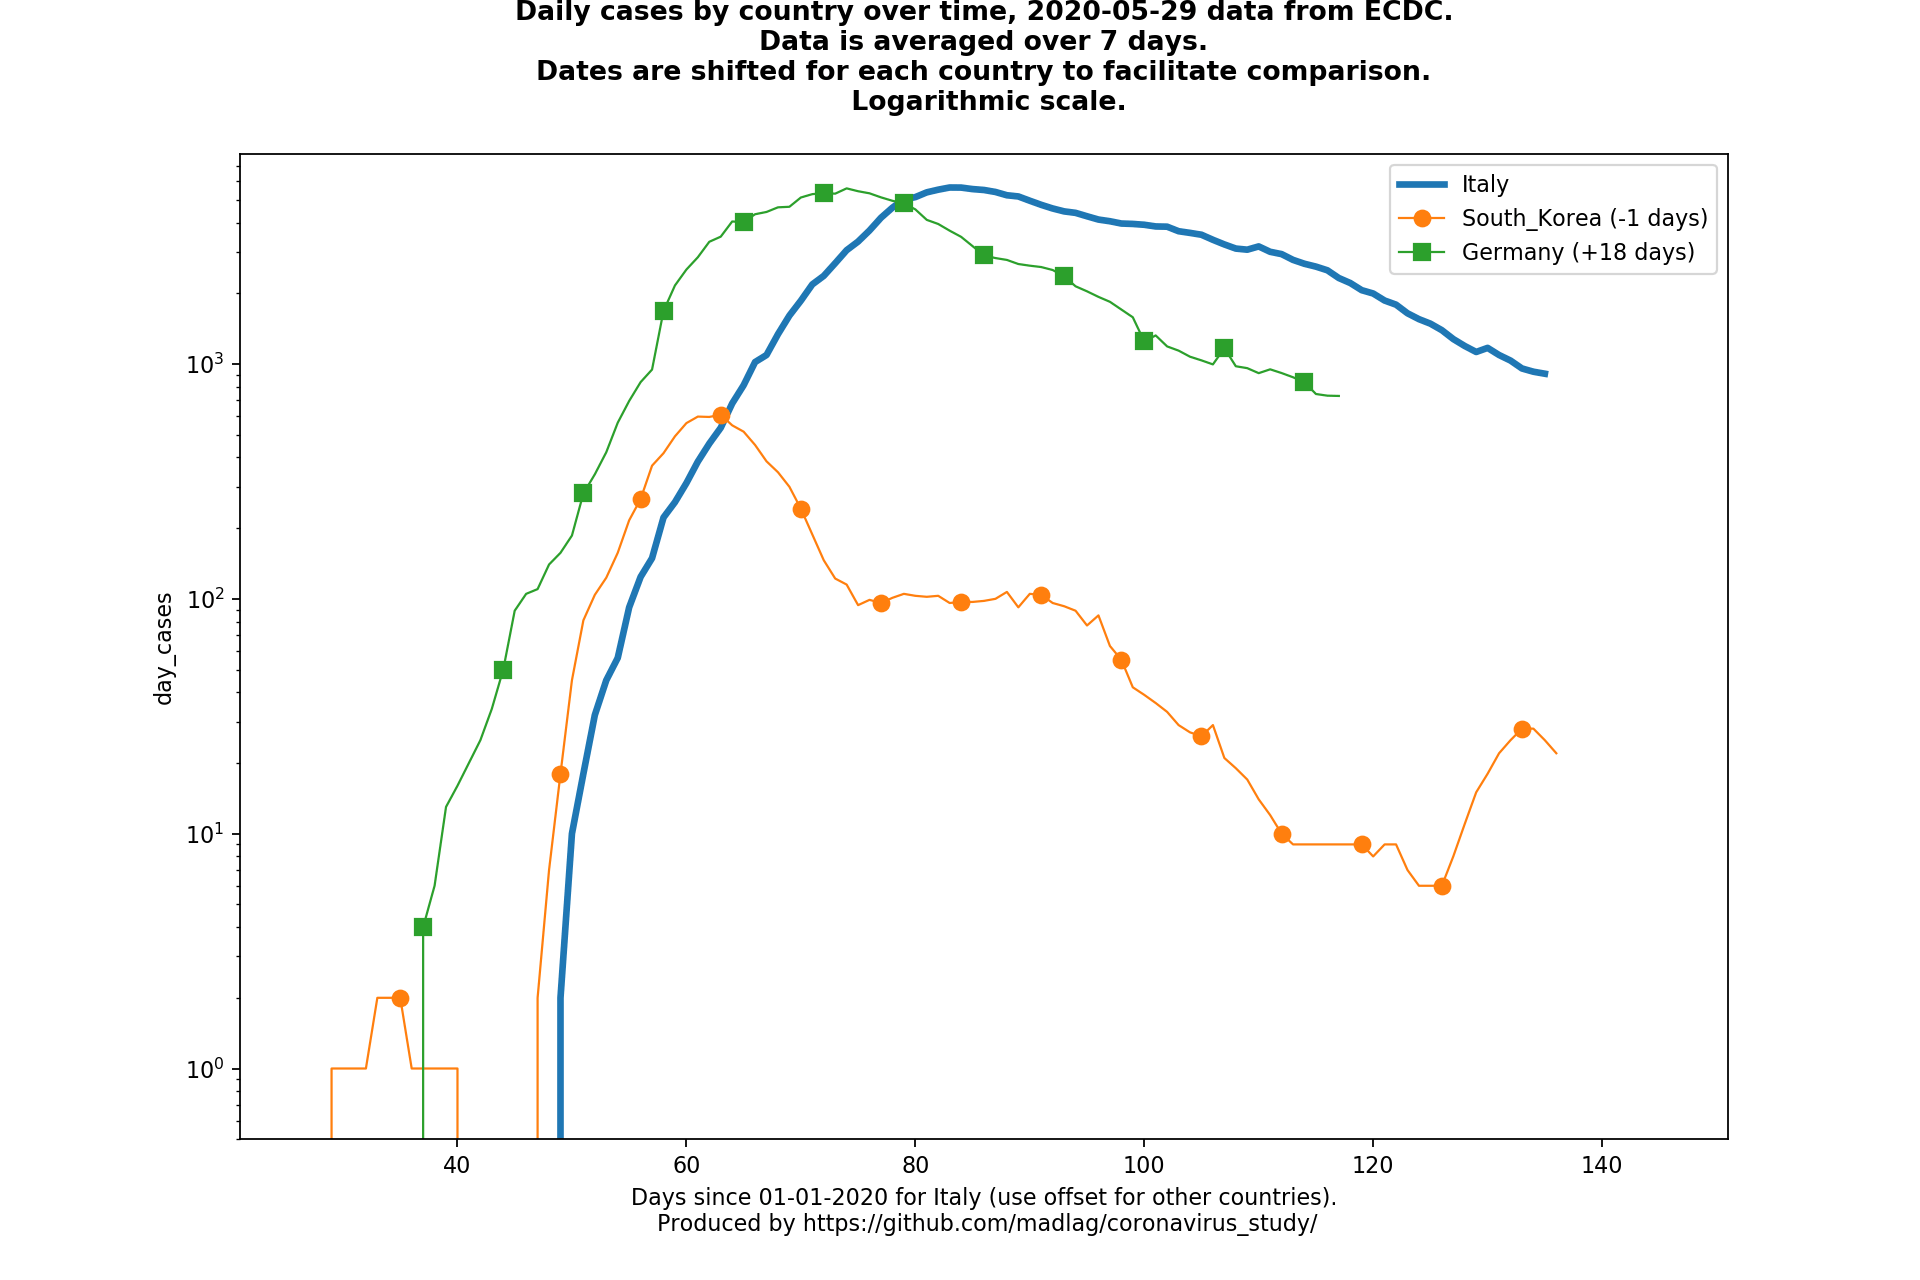 Daily cases by country over time, 2020-05-29 data from ECDC.
Data is averaged over 7 days.
Dates are shifted for each country to facilitate comparison.
Logarithmic scale.
Italy
South_Korea (-1 days)
Germany (+18 days)
10³
10²
10¹
10⁰
day_cases
40 60 80 100 120 140
Days since 01-01-2020 for Italy (use offset for other countries).
Produced by https://github.com/madlag/coronavirus_study/